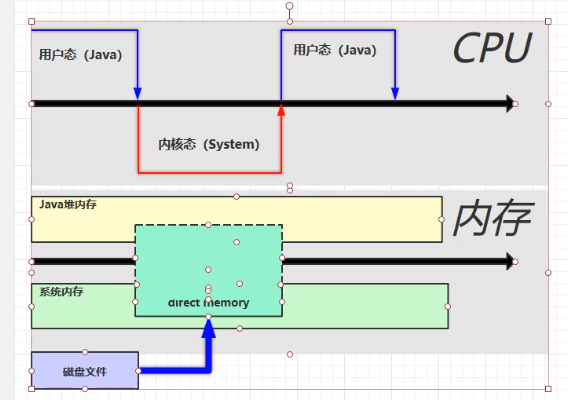 CPU
用户态（Java）
用户态（Java）
内核态（System）
内存
Java堆内存
系统内存
direct memory
磁盘文件